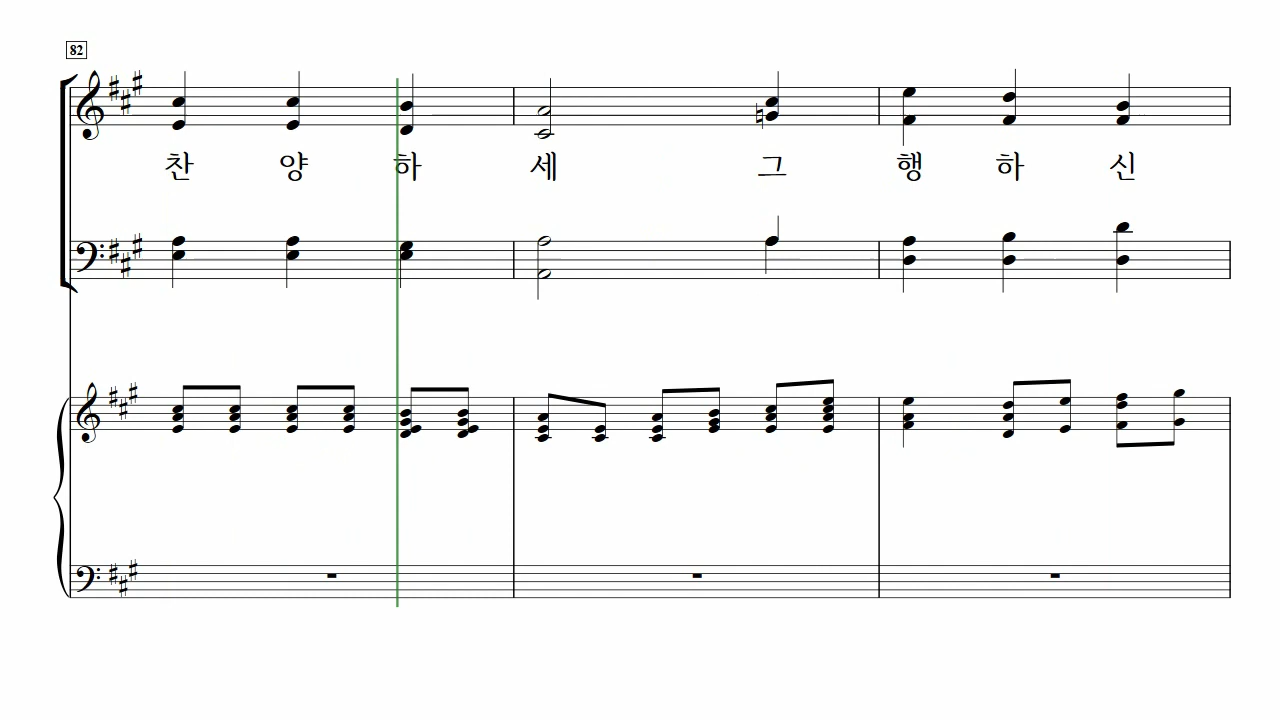 82
찬 양 하 세 그 행 하 신